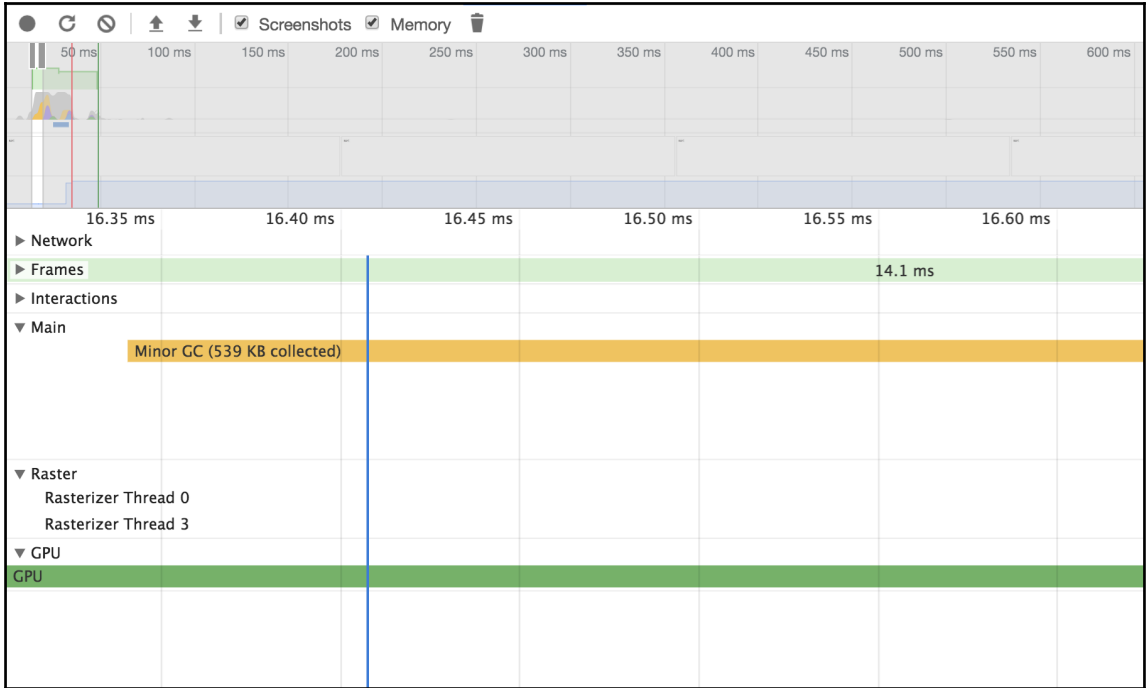 Screenshots Memory
50 ms 100 ms 150 ms 200 ms 250 ms 300 ms 350 ms 400 ms 450 ms 500 ms 550 ms 600 ms
16.35 ms 16.40 ms 16.45 ms 16.50 ms 16.55 ms 16.60 ms
Network
Frames 14.1 ms
Interactions
Main
Minor GC (539 KB collected)
Raster
Rasterizer Thread 0
Rasterizer Thread 3
GPU
GPU